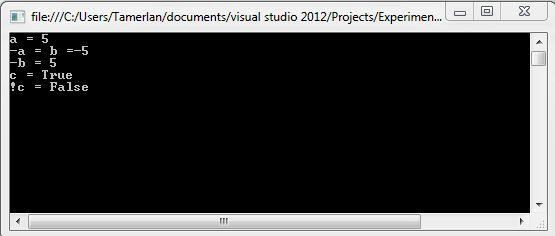 file:///C:/Users/Tamerlan/documents/visual studio 2012/Projects/Experimen...
a = 5
-a = b =-5
-b = 5
c = True
!c = False